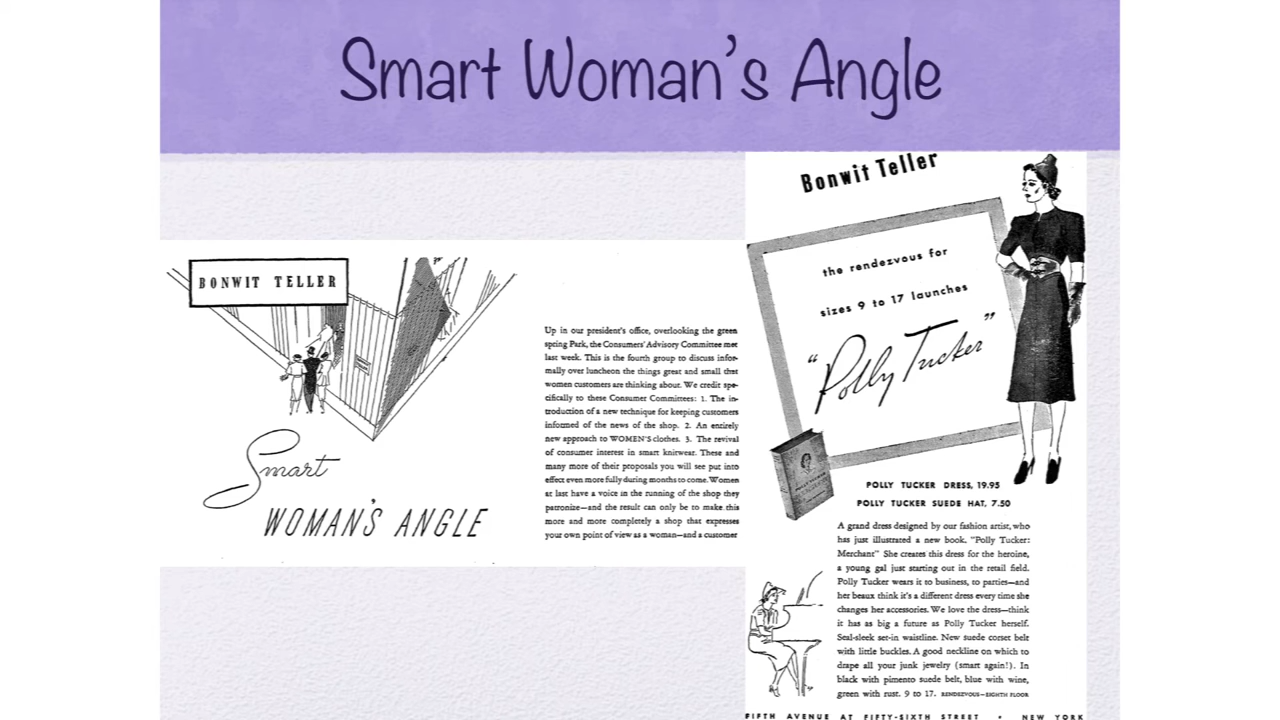 Smart Woman's Angle
BONWIT TELLER
Smart
WOMAN'S ANGLE
Up in our president's office, overlooking the green
spring Park, the Consumers' Advisory Committee met
last week. This is the fourth group to discuss infor-
mally over luncheon the things great and small that
women customers are thinking about. We credit spe-
cifically to these Consumer Committees: 1. The in-
troduction of a new technique for keeping customers
informed of the news of the shop. 2. An entirely
new approach to WOMEN'S clothes. 3. The revival
of consumer interest in smart knitwear. These and
many more of their proposals you will see put into
effect even more fully during months to come. Women
at last have a voice in the running of the shop they
patronize—and the result can only be to make this
more and more completely a shop that expresses
your own point of view as a woman—and a customer
Bonwit Teller
the rendezvous for
sizes 9 to 17 launches
"Polly Tucker"
POLLY TUCKER DRESS, 19.95
POLLY TUCKER SUEDE HAT, 7.50
A grand dress designed by our fashion artist, who
has just illustrated a new book, "Polly Tucker:
Merchant" She creates this dress for the heroine,
a young gal just starting out in the retail field.
Polly Tucker wears it to business, to parties—and
her beaux think it's a different dress every time she
changes her accessories. We love the dress—think
it has as big a future as Polly Tucker herself.
Seal-sleek set-in waistline. New suede corset belt
with little buckles. A good neckline on which to
drape all your junk jewelry (smart again!). In
black with pimento suede belt, blue with wine,
green with rust. 9 to 17. RENDEZVOUS—EIGHTH FLOOR
FIFTH AVENUE AT FIFTY-SIXTH STREET • NEW YORK